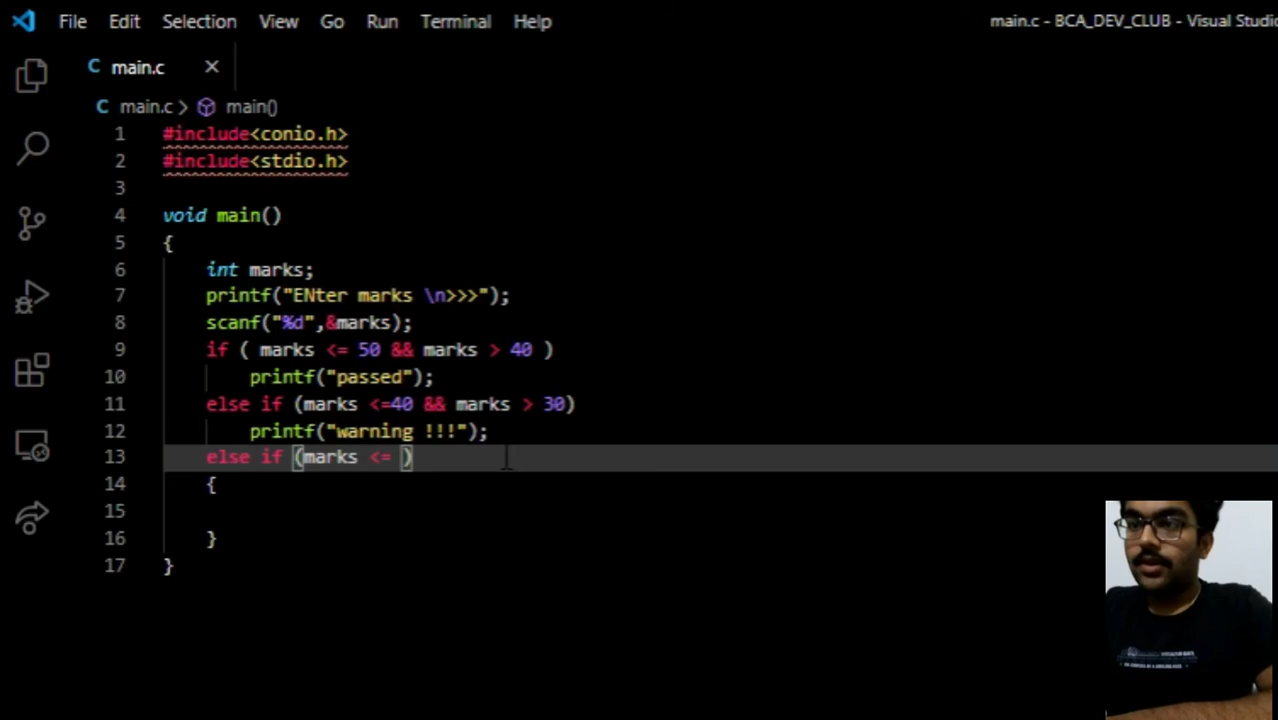 File Edit Selection View Go Run Terminal Help main.c - BCA_DEV_CLUB - Visual Studio
C main.c ×
C main.c > main()
1 #include<conio.h>
2 #include<stdio.h>
3
4 void main()
5 {
6 int marks;
7 printf("ENter marks \n>>>");
8 scanf("%d",&marks);
9 if ( marks <= 50 && marks > 40 )
10 printf("passed");
11 else if (marks <=40 && marks > 30)
12 printf("warning !!!");
13 else if (marks <= )
14 {
15
16 }
17 }